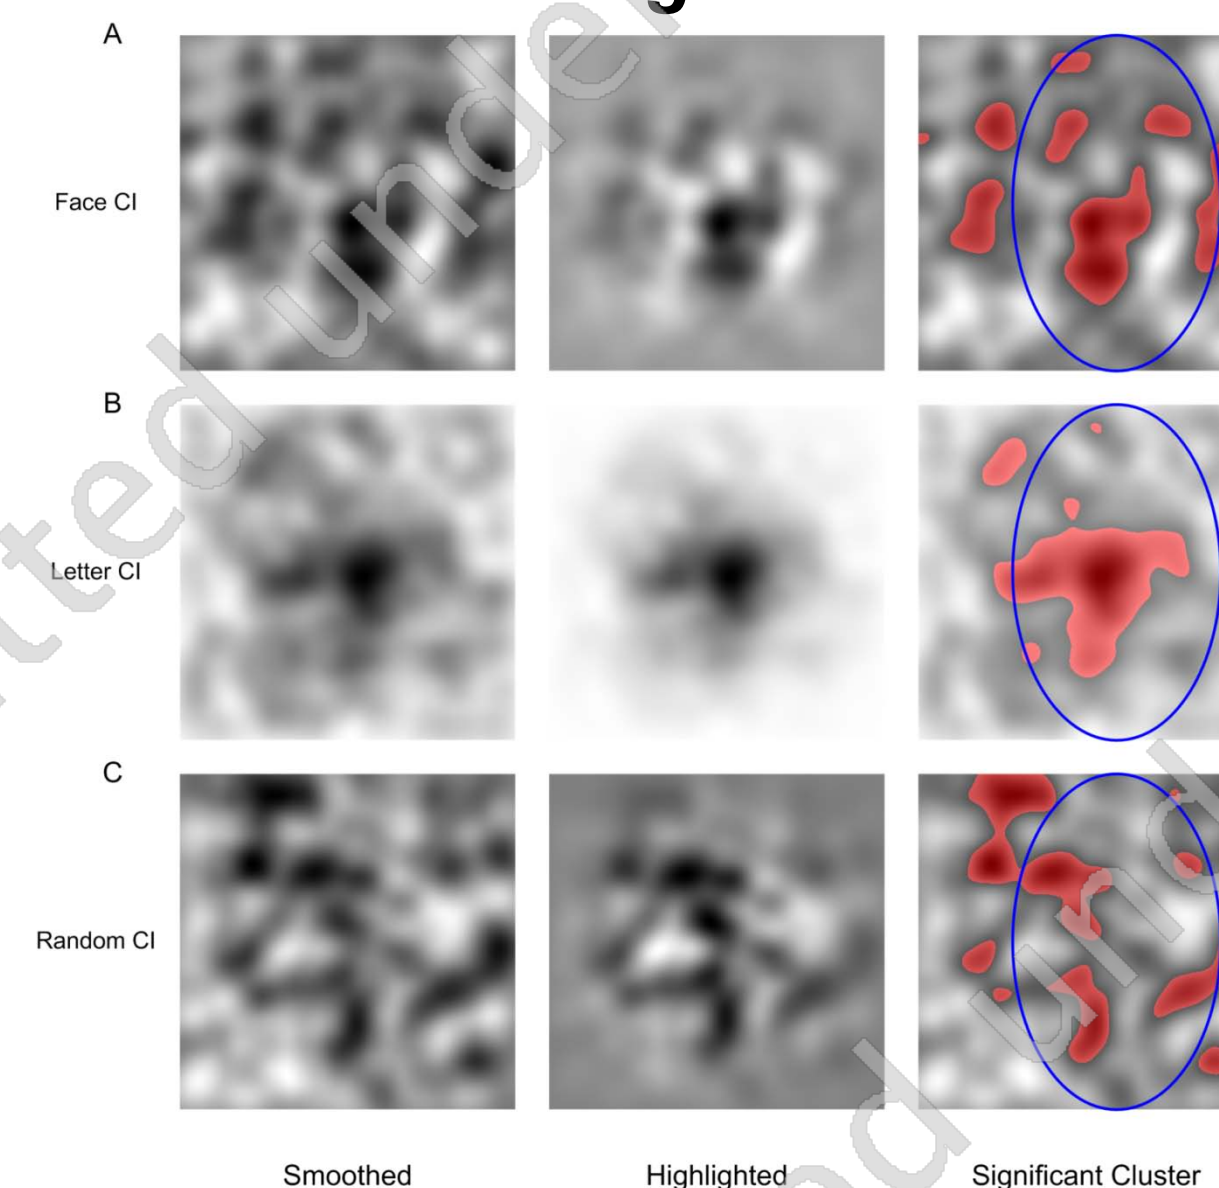 A
Face CI
B
Letter CI
C
Random CI
Smoothed Highlighted Significant Cluster